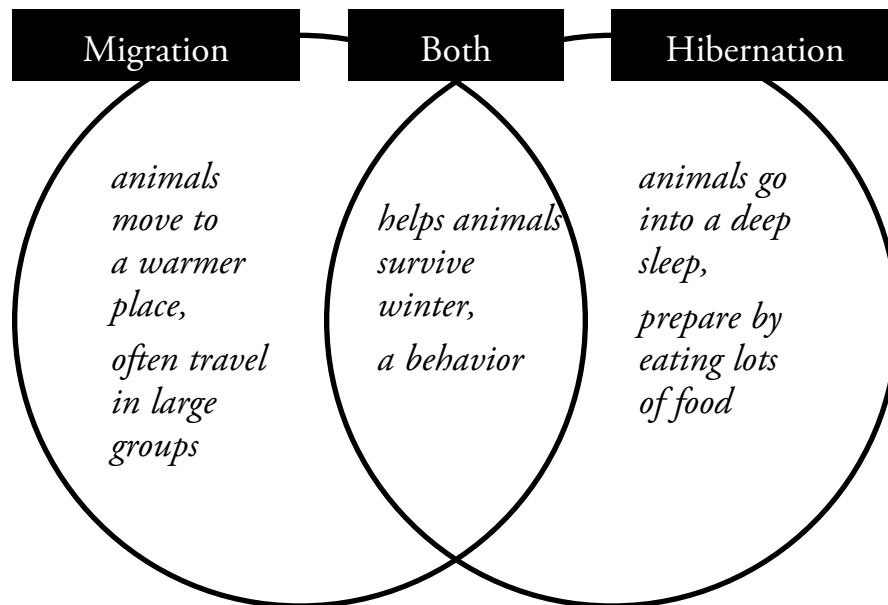 Migration
Both
Hibernation
animals
move to
a warmer
place,
often travel
in large
groups
helps animals
survive
winter,
a behavior
animals go
into a deep
sleep,
prepare by
eating lots
of food